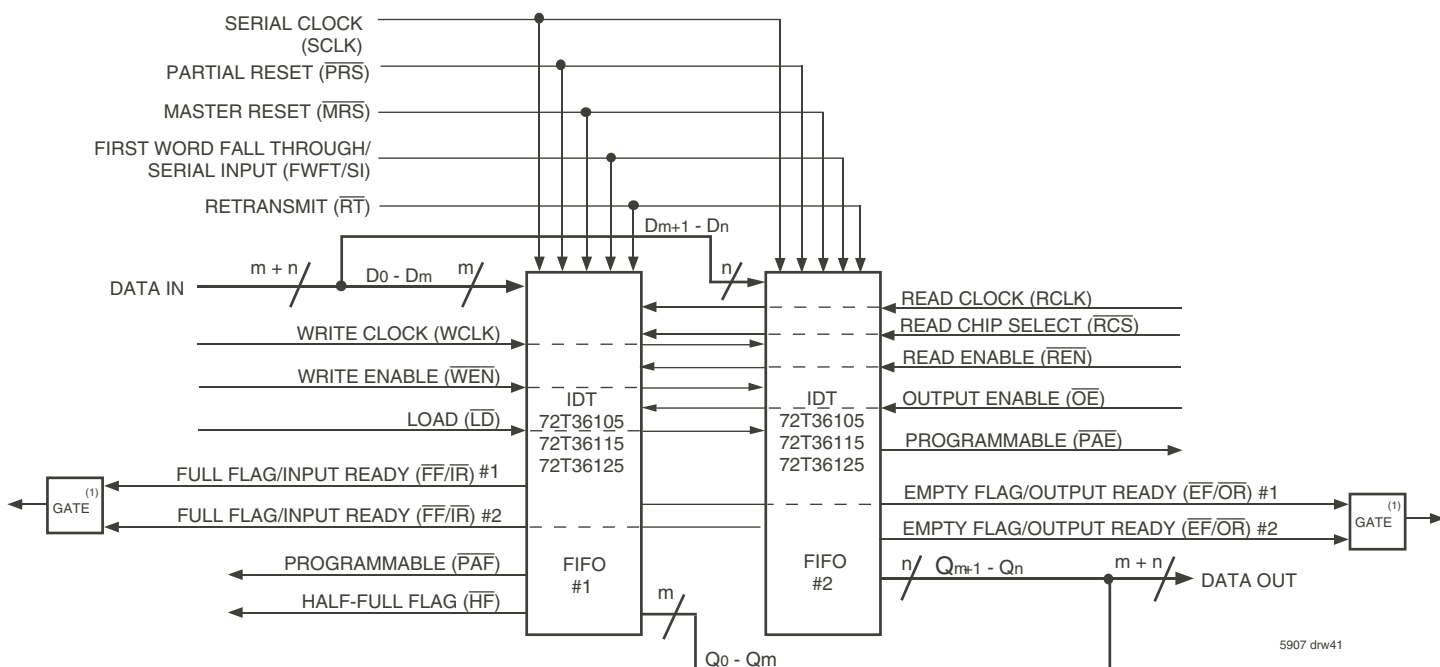 SERIAL CLOCK
(SCLK)
PARTIAL RESET (PRS)
MASTER RESET (MRS)
FIRST WORD FALL THROUGH/
SERIAL INPUT (FWFT/SI)
RETRANSMIT (RT)
Dm+1 - Dn
m + n
D0 - Dm
m
n
DATA IN
READ CLOCK (RCLK)
READ CHIP SELECT (RCS)
WRITE CLOCK (WCLK)
READ ENABLE (REN)
WRITE ENABLE (WEN)
OUTPUT ENABLE (OE)
LOAD (LD)
IDT
72T36105
72T36115
72T36125
IDT
72T36105
72T36115
72T36125
PROGRAMMABLE (PAE)
FULL FLAG/INPUT READY (FF/IR) #1
FULL FLAG/INPUT READY (FF/IR) #2
GATE (1)
EMPTY FLAG/OUTPUT READY (EF/OR) #1
EMPTY FLAG/OUTPUT READY (EF/OR) #2
GATE (1)
PROGRAMMABLE (PAF)
HALF-FULL FLAG (HF)
FIFO
#1
FIFO
#2
n
Qm+1 - Qn
m + n
DATA OUT
m
Q0 - Qm
5907 drw41